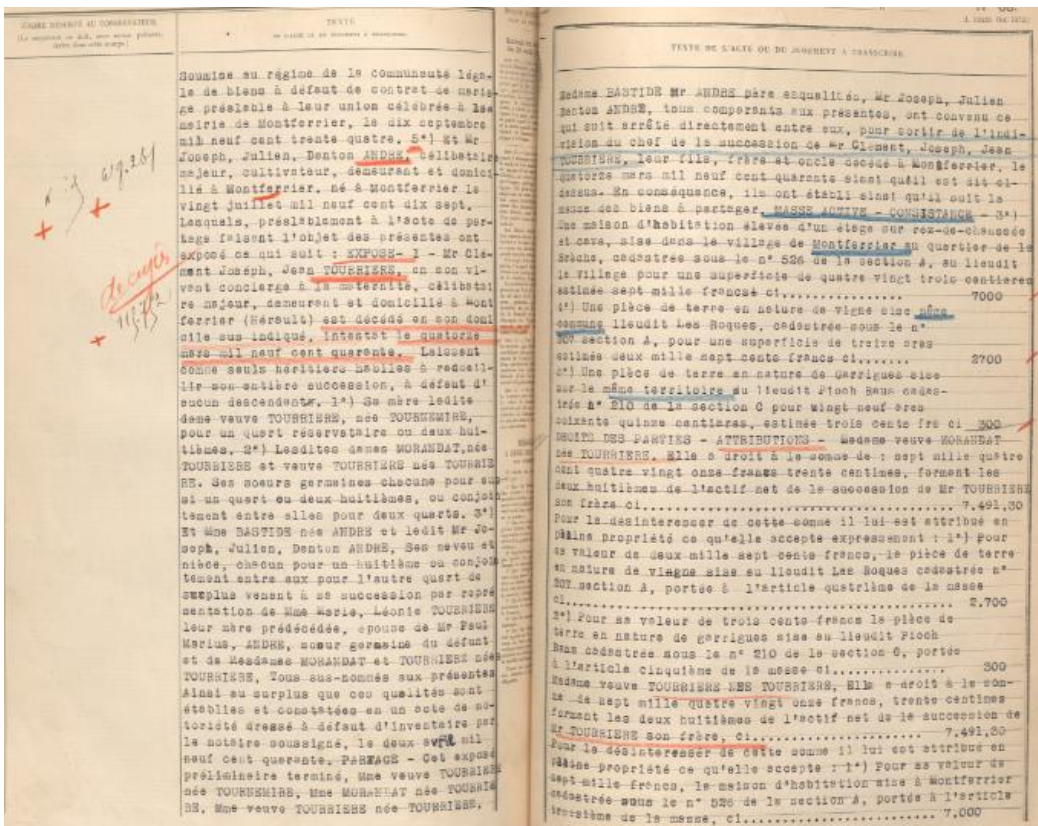 CADRE RÉSERVÉ AU CONSERVATEUR
TEXTE
DE L'ACTE OU DU JUGEMENT A TRANSCRIRE
Soumise au régime de la communauté léga-
le de biens à défaut de contrat de maria-
ge préalable à leur union célébrée à la
mairie de Montferrier, le dix septembre
mil neuf cent trente quatre. 5°) Et Mr
Joseph, Julien, Denton ANDRE, célibataire
majeur, cultivateur, demeurant et domici-
lié à Montferrier, né à Montferrier le
vingt juillet mil neuf cent dix sept.
Lesquels, préalablement à l'acte de par-
tage faisant l'objet des présentes ont
exposé ce qui suit : EXPOSE- 1 - Mr Clé-
ment Joseph, Jean TOURRIERE, en son vi-
vant concierge à la maternité, célibatai
re majeur, demeurant et domicilié à Mont
ferrier (Hérault) est décédé en son domi
cile sus indiqué, intestat le quatorze
mars mil neuf cent quarante. Laissant
comme seuls héritiers habiles à recueil-
lir son entière succession, à défaut d'
aucun descendants. 1°) Sa mère ledite
dame veuve TOURRIERE, née TOURNEMIRE,
pour un quart réservataire ou deux hui-
tièmes, 2°) Lesdites dames MORANDAT, née
TOURRIERE et veuve TOURRIERE née TOURRIE
RE. Ses soeurs germaines chacune pour
si un quart ou deux huitièmes, ou conjoin
tement entre elles pour deux quarts. 3°)
Et Mme BASTIDE née ANDRE et ledit Mr Jo-
seph, Julien, Denton ANDRE, Ses neveu et
nièce, chacun pour un huitième ou conjoin
tement entre eux pour l'autre quart de
surplus venant à sa succession par repré
sentation de Mme Marie, Léonie TOURRIERE
leur mère prédécédée, épouse de Mr Paul
Marius, ANDRE, soeur germaine du défunt
et de Mesdames MORANDAT et TOURRIERE nées
TOURRIERE, Tous sus-nommés aux présentes
Ainsi au surplus que ces qualités sont
établies et constatées en un acte de no-
toriété dressé à défaut d'inventaire par
le notaire soussigné, le deux avril mil
neuf cent quarante. PARTAGE - Cet exposé
préliminaire terminé, Mme veuve TOURRIERE
née TOURNEMIRE, Mme MORANDAT née TOURRIE
RE, Mme veuve TOURRIERE née TOURRIERE,
TEXTE DE L'ACTE OU DU JUGEMENT A TRANSCRIRE
Madame BASTIDE Mr ANDRE père esqualités, Mr Joseph, Julien
Denton ANDRE, tous comparants aux présentes, ont convenu ce
qui suit arrêté directement entre eux, pour sortir de l'indi-
vision du chef de la succession de Mr Clément, Joseph, Jean
TOURRIERE, leur fils, frère et oncle décédé à Montferrier, le
quatorze mars mil neuf cent quarante ainsi quéil est dit ci-
dessus. En conséquence, ils ont établi ainsi qu'il suit la
masse des biens à partager. MASSE ACTIVE - CONSISTANCE - 3°)
Une maison d'habitation élevée d'un étage sur rez-de-chaussée
et cave, sise dans le village de Montferrier au quartier de la
Brèche, cadastrée sous le n° 526 de la section A, au lieudit
le village pour une superficie de quatre vingt trois centiares
estimée sept mille francs ci............... 7000
4°) Une pièce de terre en nature de vigne sise même
commune lieudit Les Roques, cadastrée sous le n°
207 section A, pour une superficie de treize ares
estimée deux mille sept cents francs ci....... 2700
5°) Une pièce de terre en nature de Garrigues sise
sur le même territoire au lieudit Pioch Baus cadas-
trée n° 210 de la section C pour vingt neuf ares
soixante quinze centiares, estimée trois cents frs ci 300
DROITS DES PARTIES - ATTRIBUTIONS - Madame veuve MORANDAT
née TOURRIERE, Elle a droit à la somme de : sept mille quatre
cent quatre vingt onze francs trente centimes, formant les
deux huitièmes de l'actif net de la succession de Mr TOURRIERE
son frère ci................................ 7.491,30
Pour la désinteresser de cette somme il lui est attribué en
pleine propriété ce qu'elle accepte expressément : 1°) Pour
sa valeur de deux mille sept cents francs, la pièce de terre
en nature de viegne sise au lieudit Les Roques cadastrée n°
207 section A, portée à l'article quatrième de la masse
ci................................................ 2.700
2°) Pour sa valeur de trois cents francs la pièce de
terre en nature de garrigues sise au lieudit Pioch
Baus cadastrée sous le n° 210 de la section C, portée
à l'article cinquième de la masse ci............ 300
Madame veuve TOURRIERE NEE TOURRIERE, Elle a droit à la som-
me de sept mille quatre vingt onze francs, trente centimes
formant les deux huitièmes de l'actif net de la succession de
Mr TOURRIERE son frère, ci.................... 7.491,30
Pour la désinteresser de cette somme il lui est attribué en
pleine propriété ce qu'elle accepte : 1°) Pour sa valeur de
sept mille francs, la maison d'habitation sise à Montferrier
cadastrée sous le n° 526 de la section A, portée à l'article
troisième de la masse, ci..................... 7.000